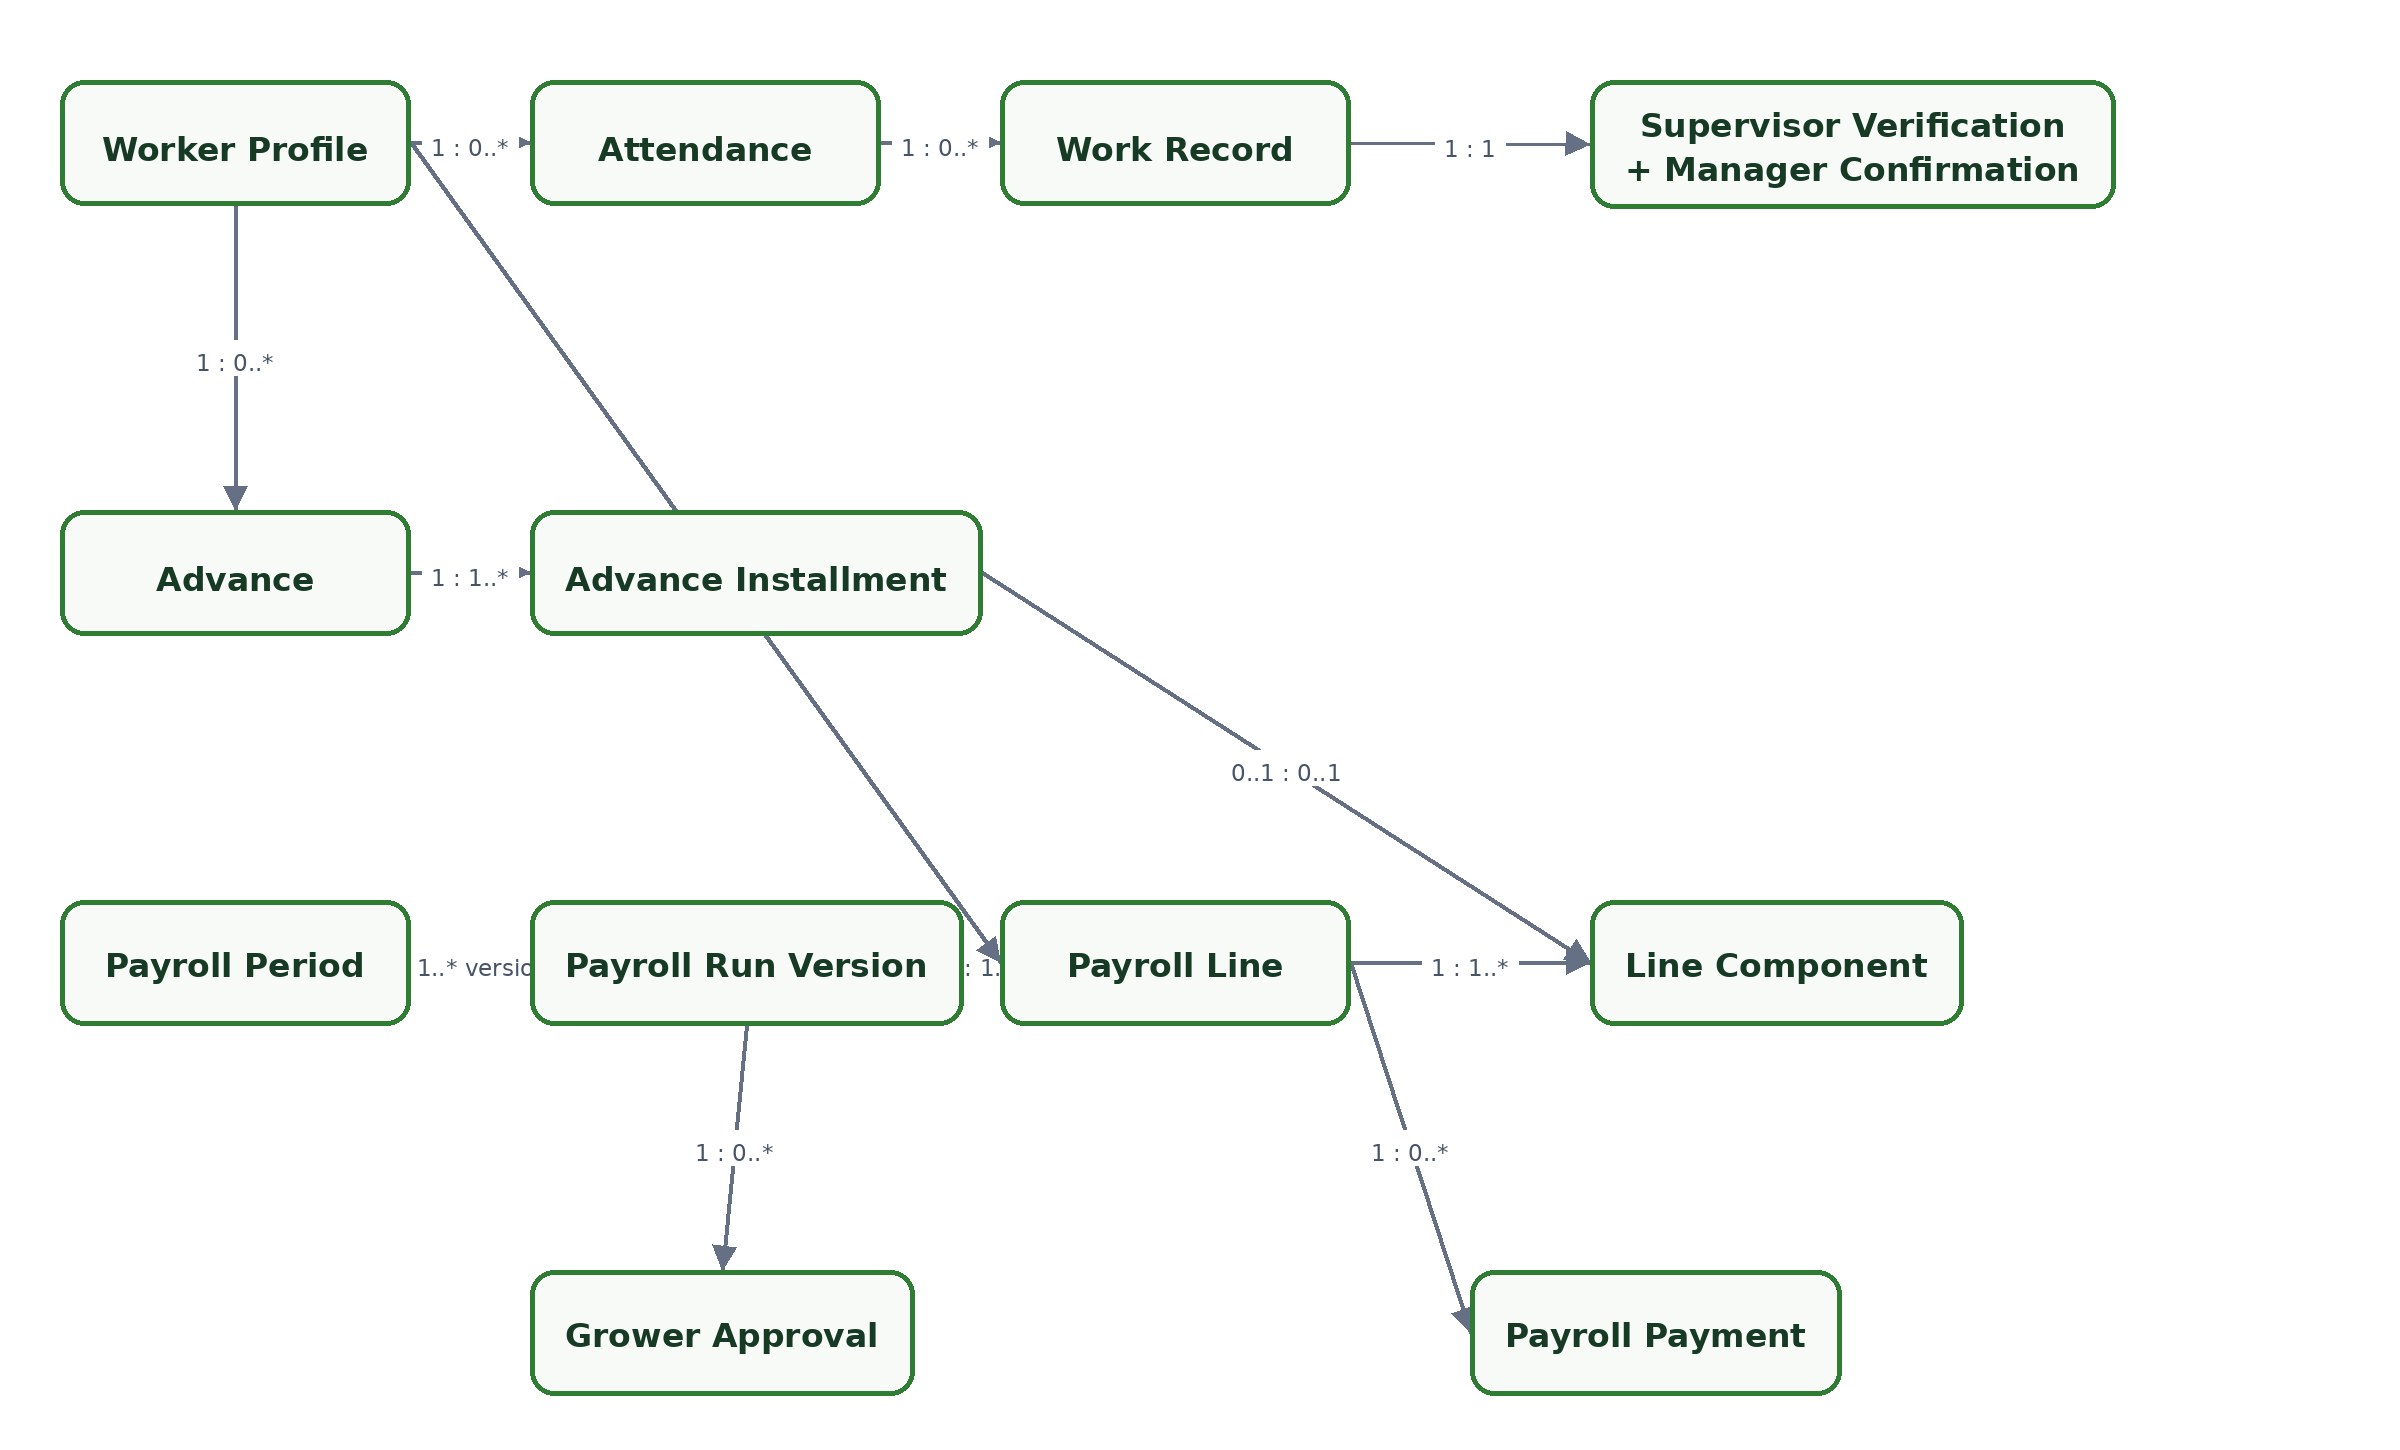 Worker Profile
1 : 0..*
Attendance
1 : 0..*
Work Record
1 : 1
Supervisor Verification
+ Manager Confirmation
1 : 0..*
Advance
1 : 1..*
Advance Installment
0..1 : 0..1
Payroll Period
1..*
Payroll Run Version
: 1.
Payroll Line
1 : 1..*
Line Component
1 : 0..*
1 : 0..*
Grower Approval
Payroll Payment